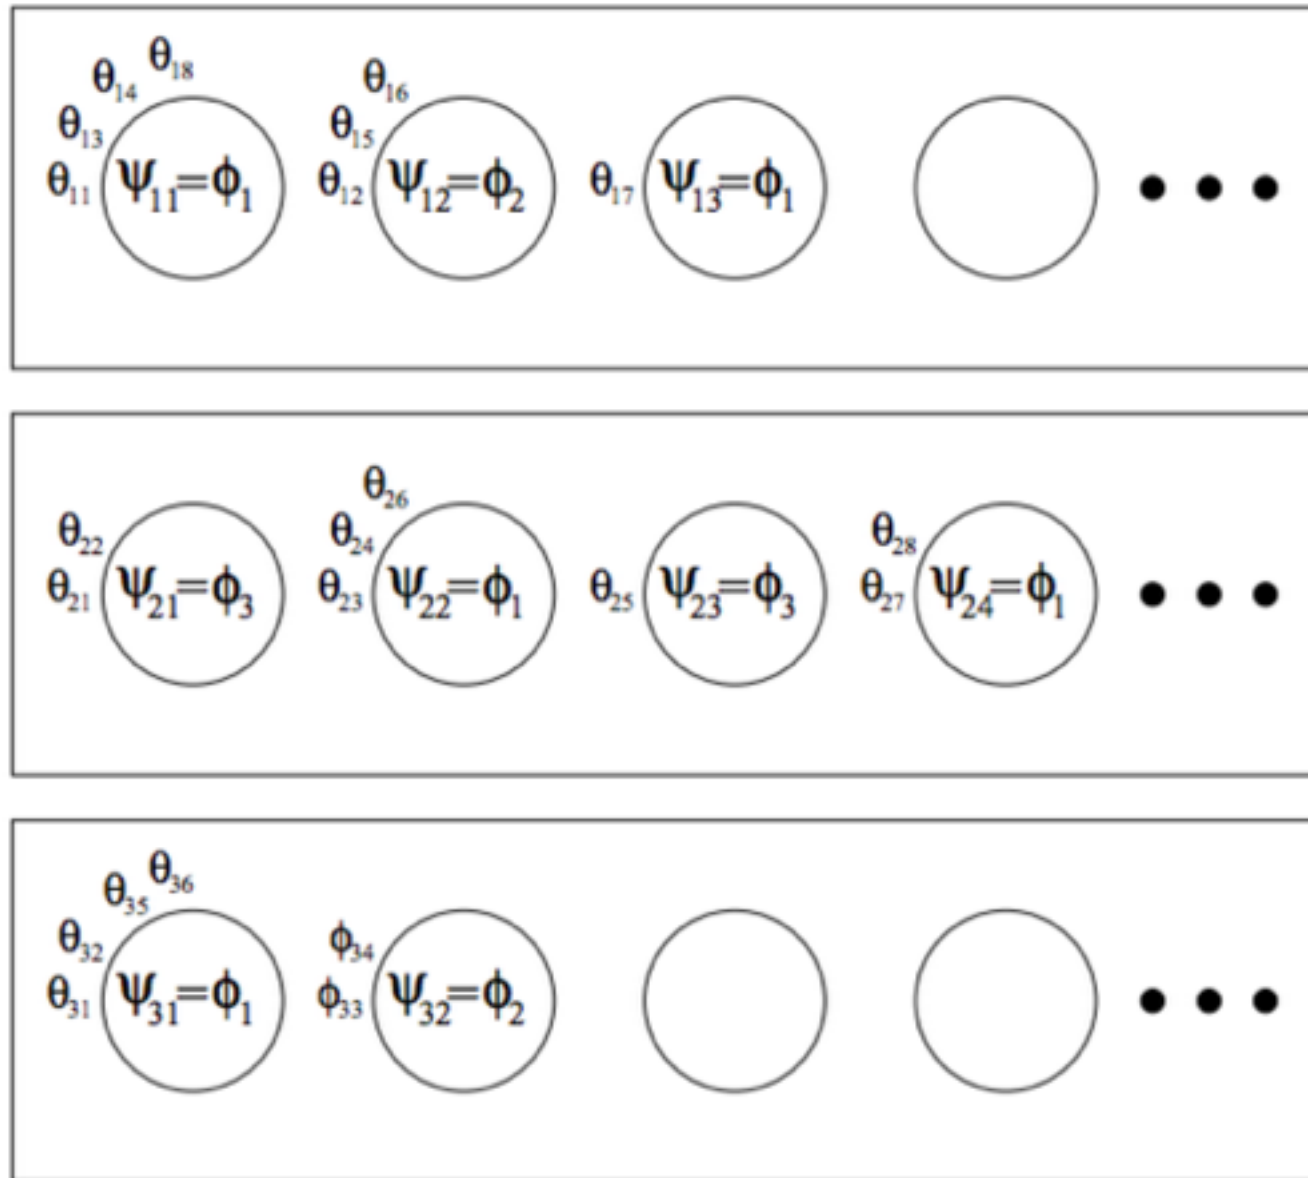 θ₁₈
θ₁₄
θ₁₆
θ₁₃
θ₁₅
θ₁₁ Ψ₁₁=ϕ₁ θ₁₂ Ψ₁₂=ϕ₂ θ₁₇ Ψ₁₃=ϕ₁
θ₂₆
θ₂₂ θ₂₄ θ₂₈
θ₂₁ Ψ₂₁=ϕ₃ θ₂₃ Ψ₂₂=ϕ₁ θ₂₅ Ψ₂₃=ϕ₃ θ₂₇ Ψ₂₄=ϕ₁
θ₃₆
θ₃₅
θ₃₂ ϕ₃₄
θ₃₁ Ψ₃₁=ϕ₁ ϕ₃₃ Ψ₃₂=ϕ₂